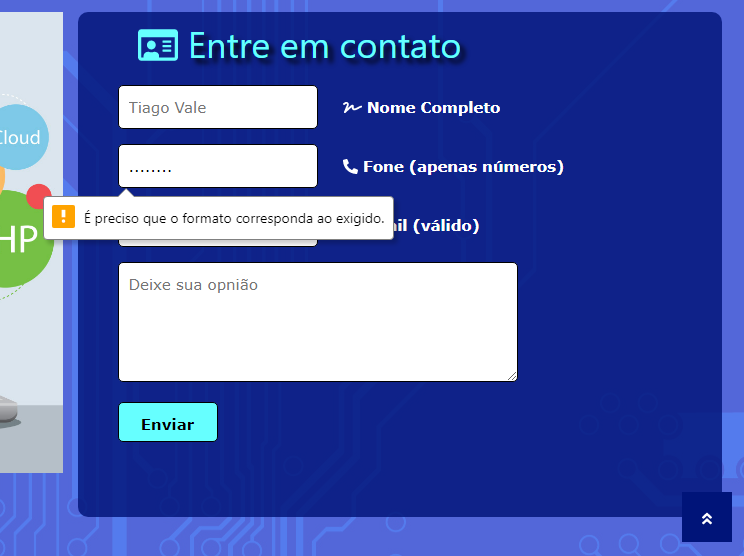 Entre em contato
Cloud
Tiago Vale
Nome Completo
........
Fone (apenas números)
É preciso que o formato corresponda ao exigido.
(válido)
HP
Deixe sua opnião
Enviar